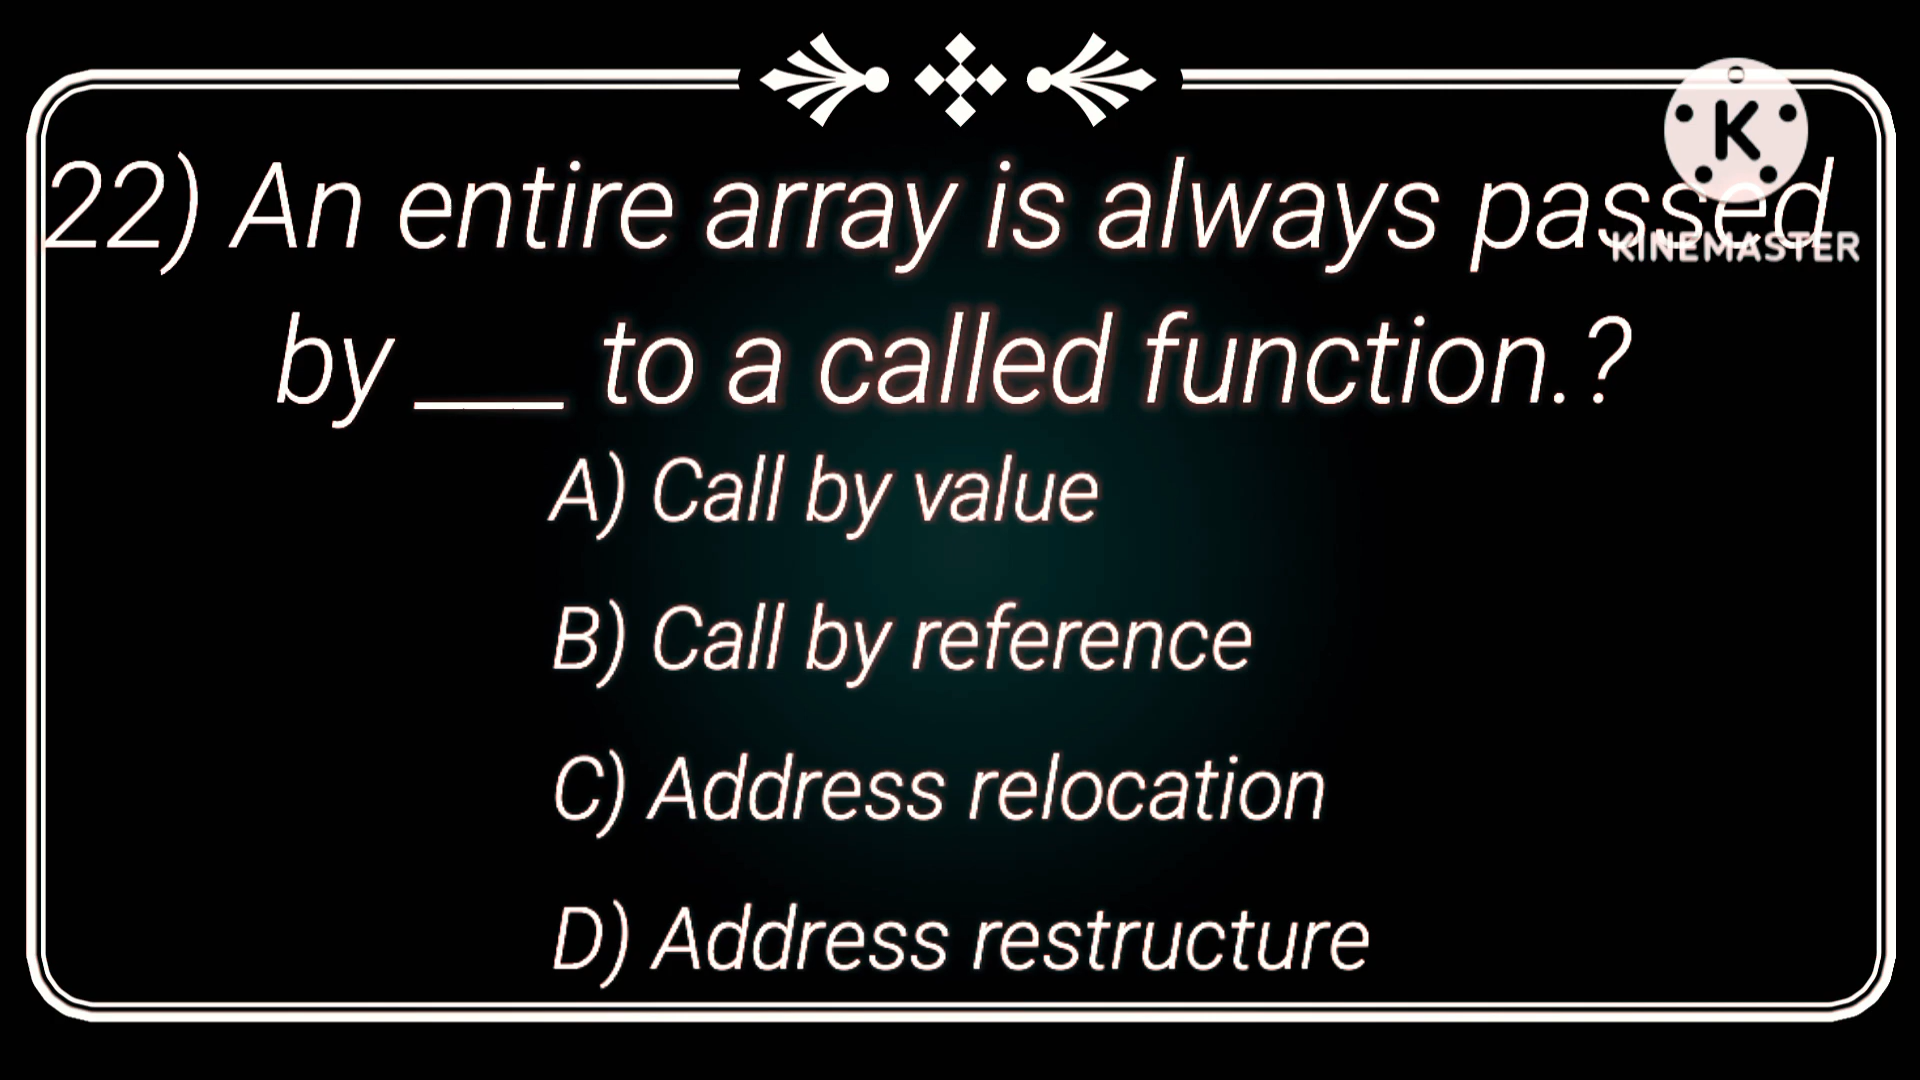 22) An entire array is always passed
by ___ to a called function.?
A) Call by value
B) Call by reference
C) Address relocation
D) Address restructure
K
KINEMASTER